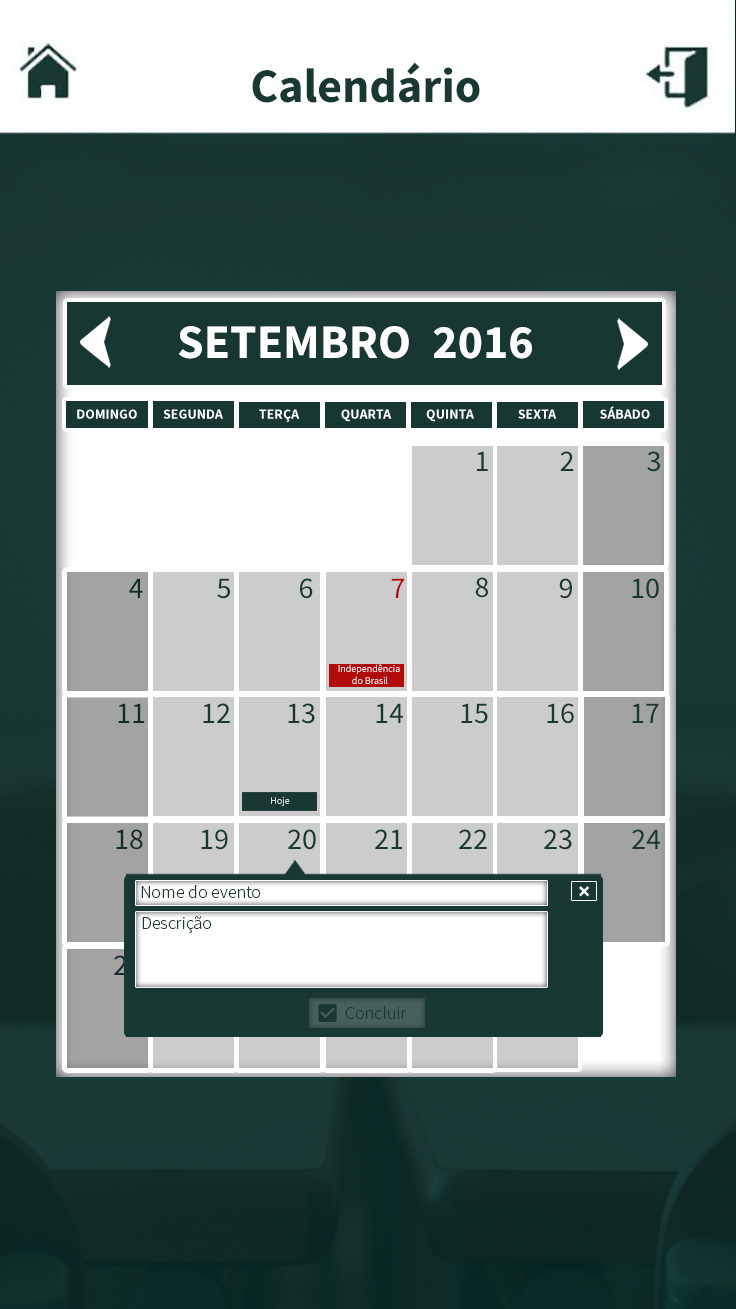 Calendário
SETEMBRO 2016
DOMINGO SEGUNDA TERÇA QUARTA QUINTA SEXTA SÁBADO
1 2 3
4 5 6 7 8 9 10
Independência
do Brasil
11 12 13 14 15 16 17
Hoje
18 19 20 21 22 23 24
Nome do evento
Descrição
2
Concluir